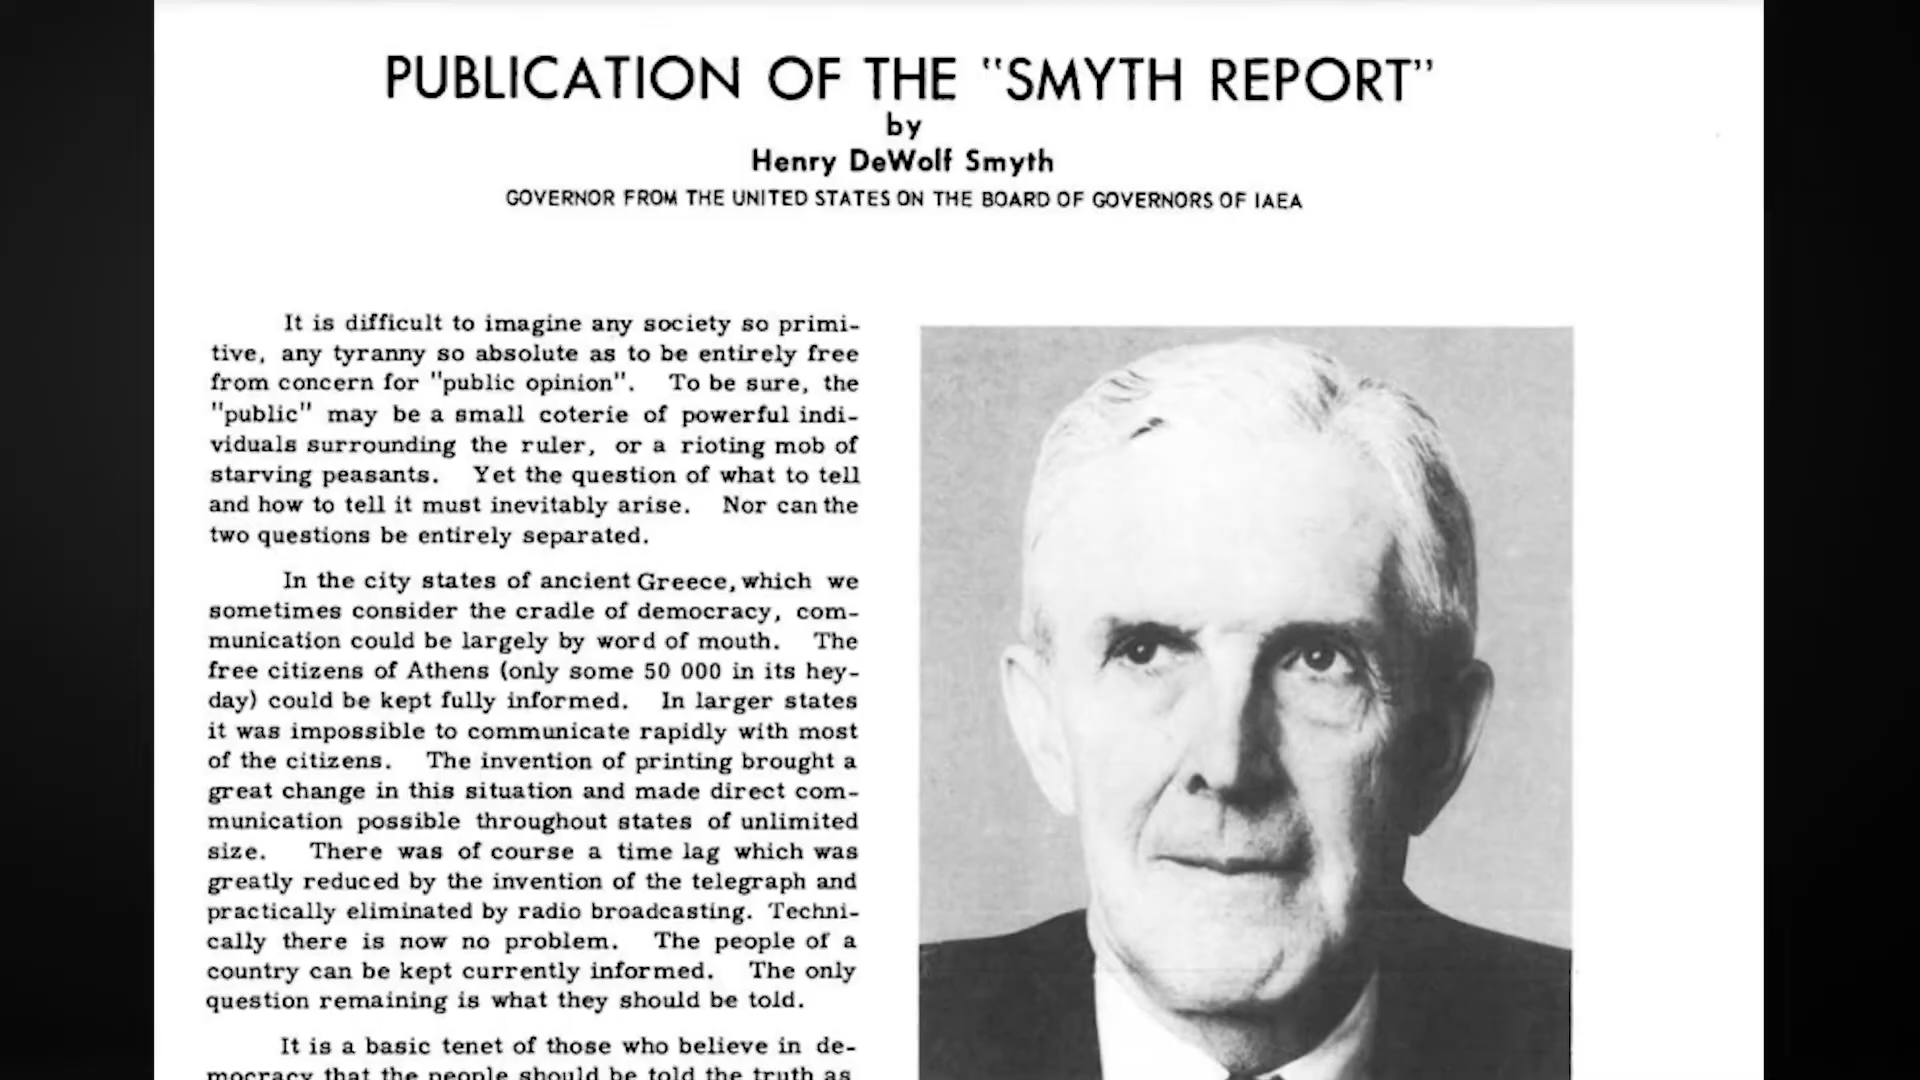 PUBLICATION OF THE "SMYTH REPORT"
by
Henry DeWolf Smyth
GOVERNOR FROM THE UNITED STATES ON THE BOARD OF GOVERNORS OF IAEA
It is difficult to imagine any society so primi-
tive, any tyranny so absolute as to be entirely free
from concern for "public opinion". To be sure, the
"public" may be a small coterie of powerful indi-
viduals surrounding the ruler, or a rioting mob of
starving peasants. Yet the question of what to tell
and how to tell it must inevitably arise. Nor can the
two questions be entirely separated.
In the city states of ancient Greece, which we
sometimes consider the cradle of democracy, com-
munication could be largely by word of mouth. The
free citizens of Athens (only some 50 000 in its hey-
day) could be kept fully informed. In larger states
it was impossible to communicate rapidly with most
of the citizens. The invention of printing brought a
great change in this situation and made direct com-
munication possible throughout states of unlimited
size. There was of course a time lag which was
greatly reduced by the invention of the telegraph and
practically eliminated by radio broadcasting. Techni-
cally there is now no problem. The people of a
country can be kept currently informed. The only
question remaining is what they should be told.
It is a basic tenet of those who believe in de-
mocracy that the people should be told the truth as